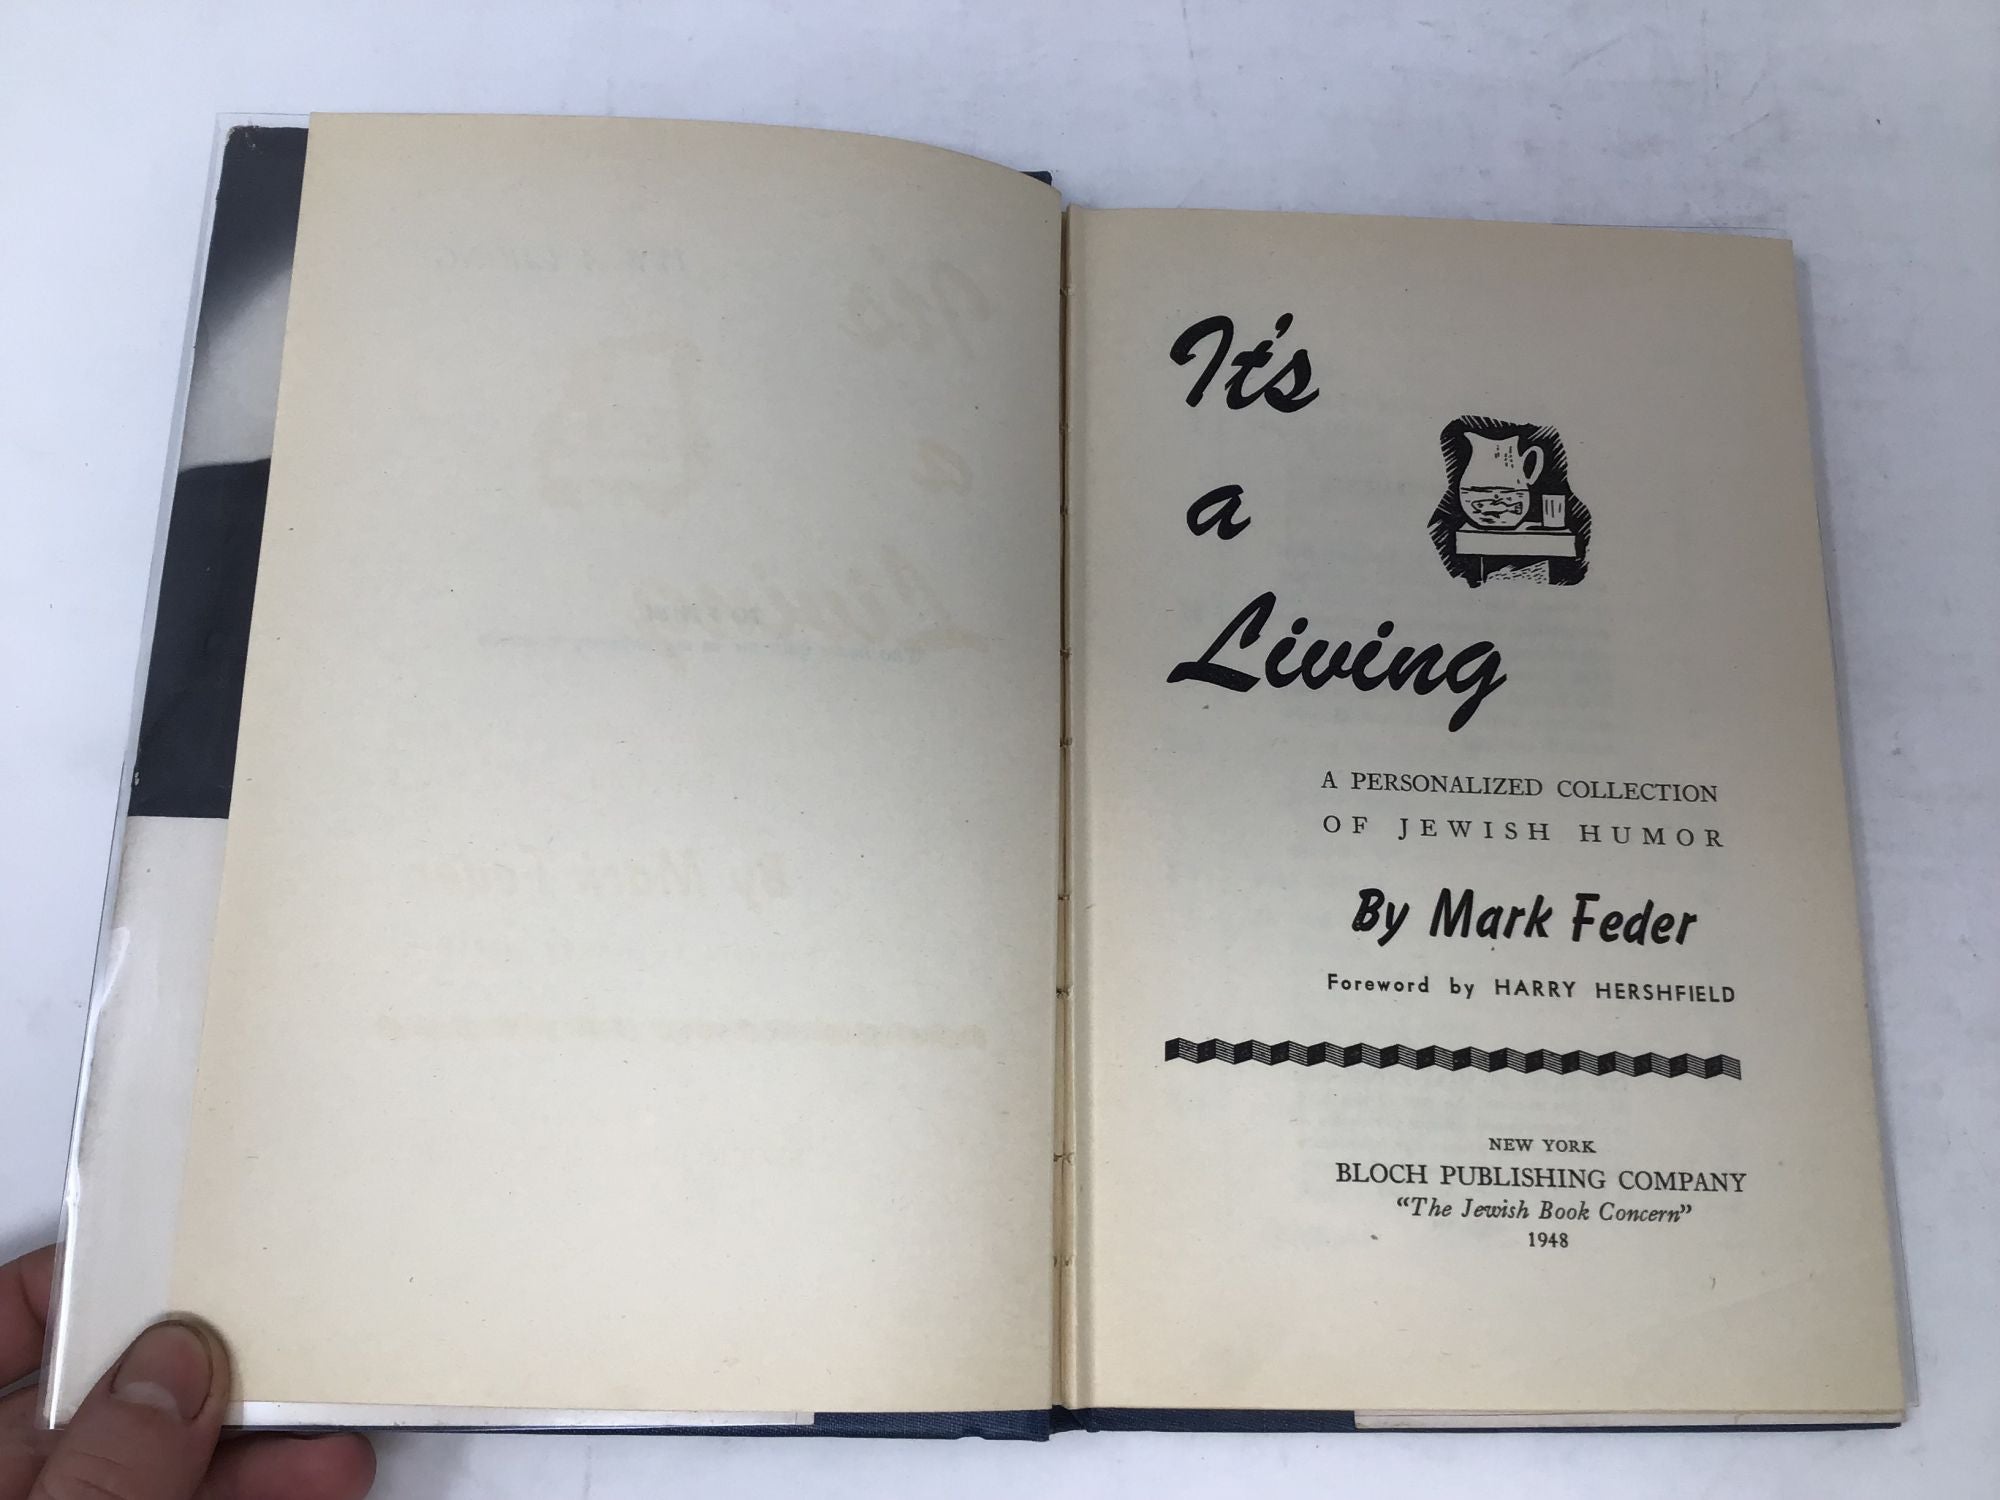 It's
a
Living
A PERSONALIZED COLLECTION
OF JEWISH HUMOR
By Mark Feder
Foreword by HARRY HERSHFIELD
NEW YORK
BLOCH PUBLISHING COMPANY
"The Jewish Book Concern"
1948